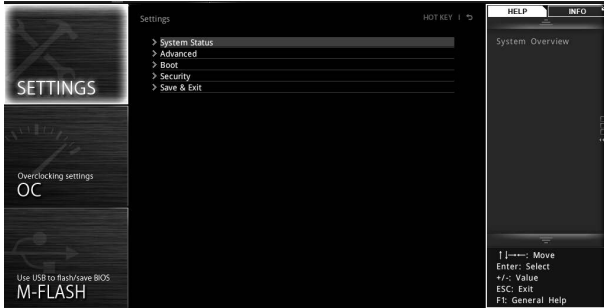 SETTINGS
Overclocking settings
OC
Use USB to flash/save BIOS
M-FLASH
Settings
HOT KEY | ⮌
> System Status
> Advanced
> Boot
> Security
> Save & Exit
HELP
INFO
System Overview
↑↓→←: Move
Enter: Select
+/-: Value
ESC: Exit
F1: General Help